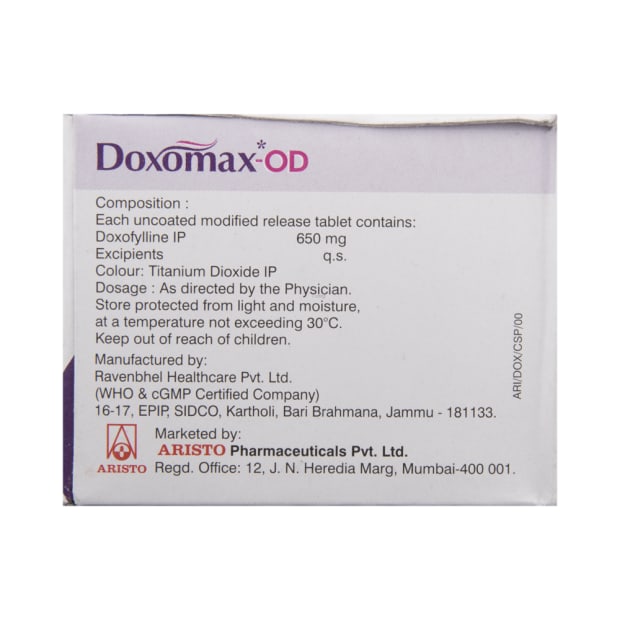 Doxomax*-OD
Composition :
Each uncoated modified release tablet contains:
Doxofylline IP 650 mg
Excipients q.s.
Colour: Titanium Dioxide IP
Dosage : As directed by the Physician.
Store protected from light and moisture,
at a temperature not exceeding 30°C.
Keep out of reach of children.
Manufactured by:
Ravenbhel Healthcare Pvt. Ltd.
(WHO & cGMP Certified Company)
16-17, EPIP, SIDCO, Kartholi, Bari Brahmana, Jammu - 181133.
Marketed by:
ARISTO Pharmaceuticals Pvt. Ltd.
ARISTO Regd. Office: 12, J. N. Heredia Marg, Mumbai-400 001.
ARI/DOX/CSP/00